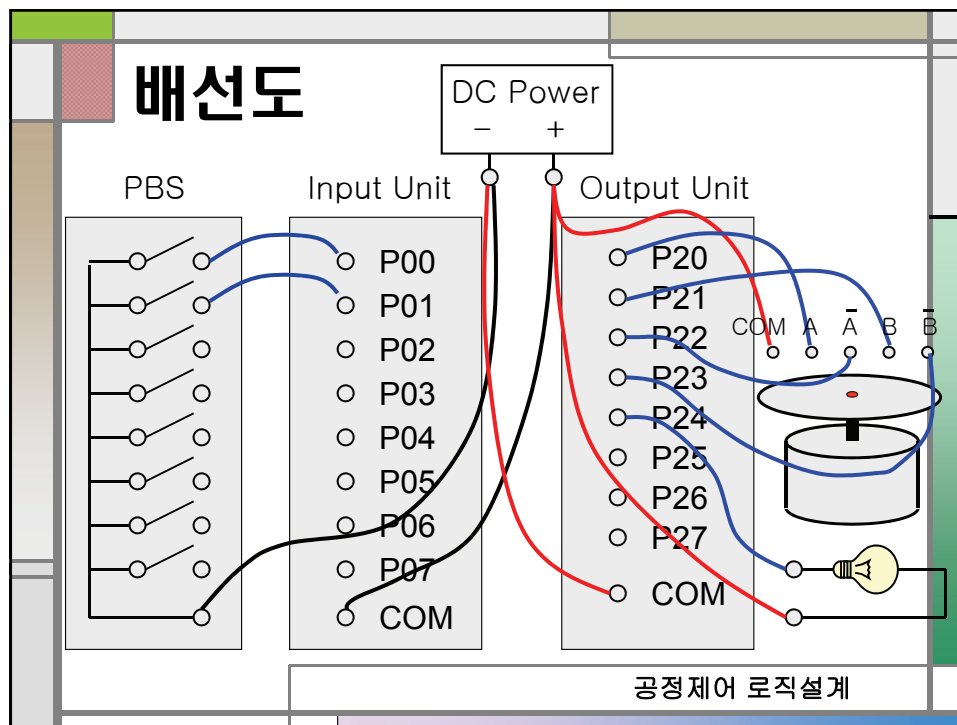 배선도
DC Power
− +
PBS
Input Unit
Output Unit
P00
P01
P02
P03
P04
P05
P06
P07
COM
P20
P21
P22
P23
P24
P25
P26
P27
COM
COM A A̅ B B̅
공정제어 로직설계